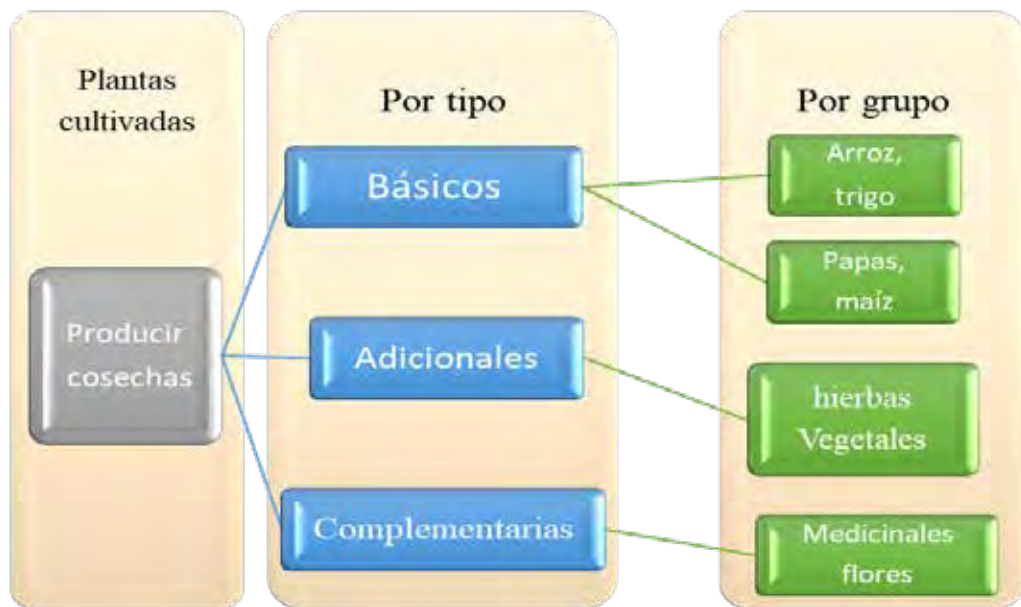 Plantas
cultivadas
Producir
cosechas
Por tipo
Básicos
Adicionales
Complementarias
Por grupo
Arroz,
trigo
Papas,
maíz
hierbas
Vegetales
Medicinales
flores